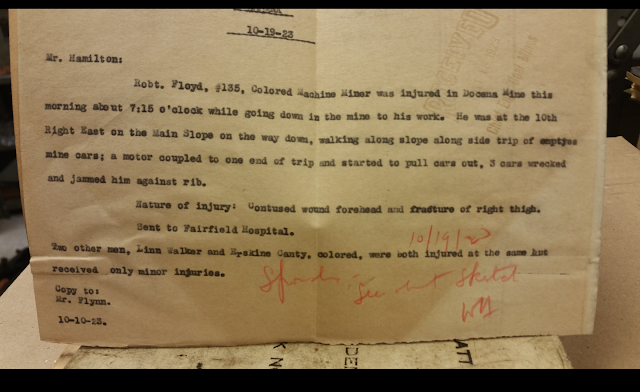 10-19-23
Mr. Hamilton:
Robt. Floyd, #135, Colored Machine Miner was injured in Docena Mine this
morning about 7:15 o'clock while going down in the mine to his work. He was at the 10th
Right East on the Main Slope on the way down, walking along slope along side trip of emptyes
mine cars; a motor coupled to one end of trip and started to pull cars out, 3 cars wrecked
and jammed him against rib.
Nature of injury: Contused wound forehead and fracture of right thigh.
Sent to Fairfield Hospital.
10/19/23
Two other men, Linn Walker and Erskine Canty, colored, were both injured at the same but
received only minor injuries.
Sketch
Copy to:
Mr. Flynn.
WH
10-10-23.